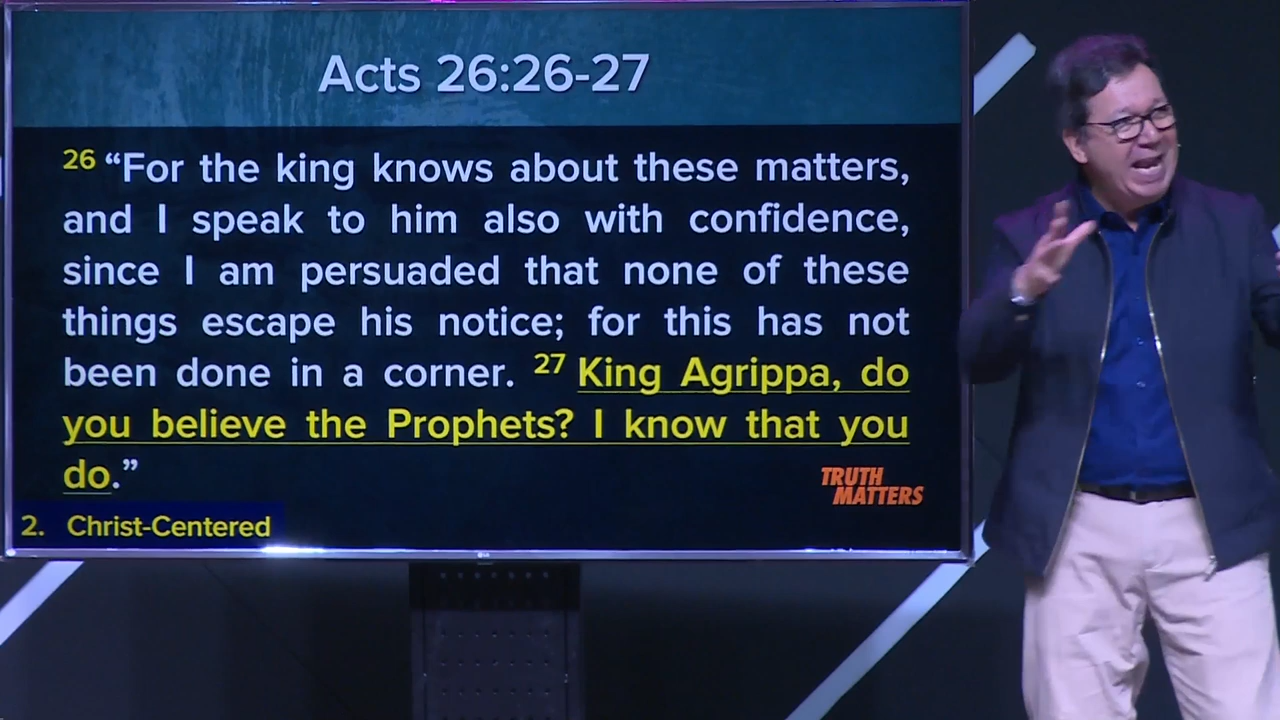 Acts 26:26-27
26 “For the king knows about these matters,
and I speak to him also with confidence,
since I am persuaded that none of these
things escape his notice; for this has not
been done in a corner. 27 King Agrippa, do
you believe the Prophets? I know that you
do.”
TRUTH
MATTERS
2. Christ-Centered
LG